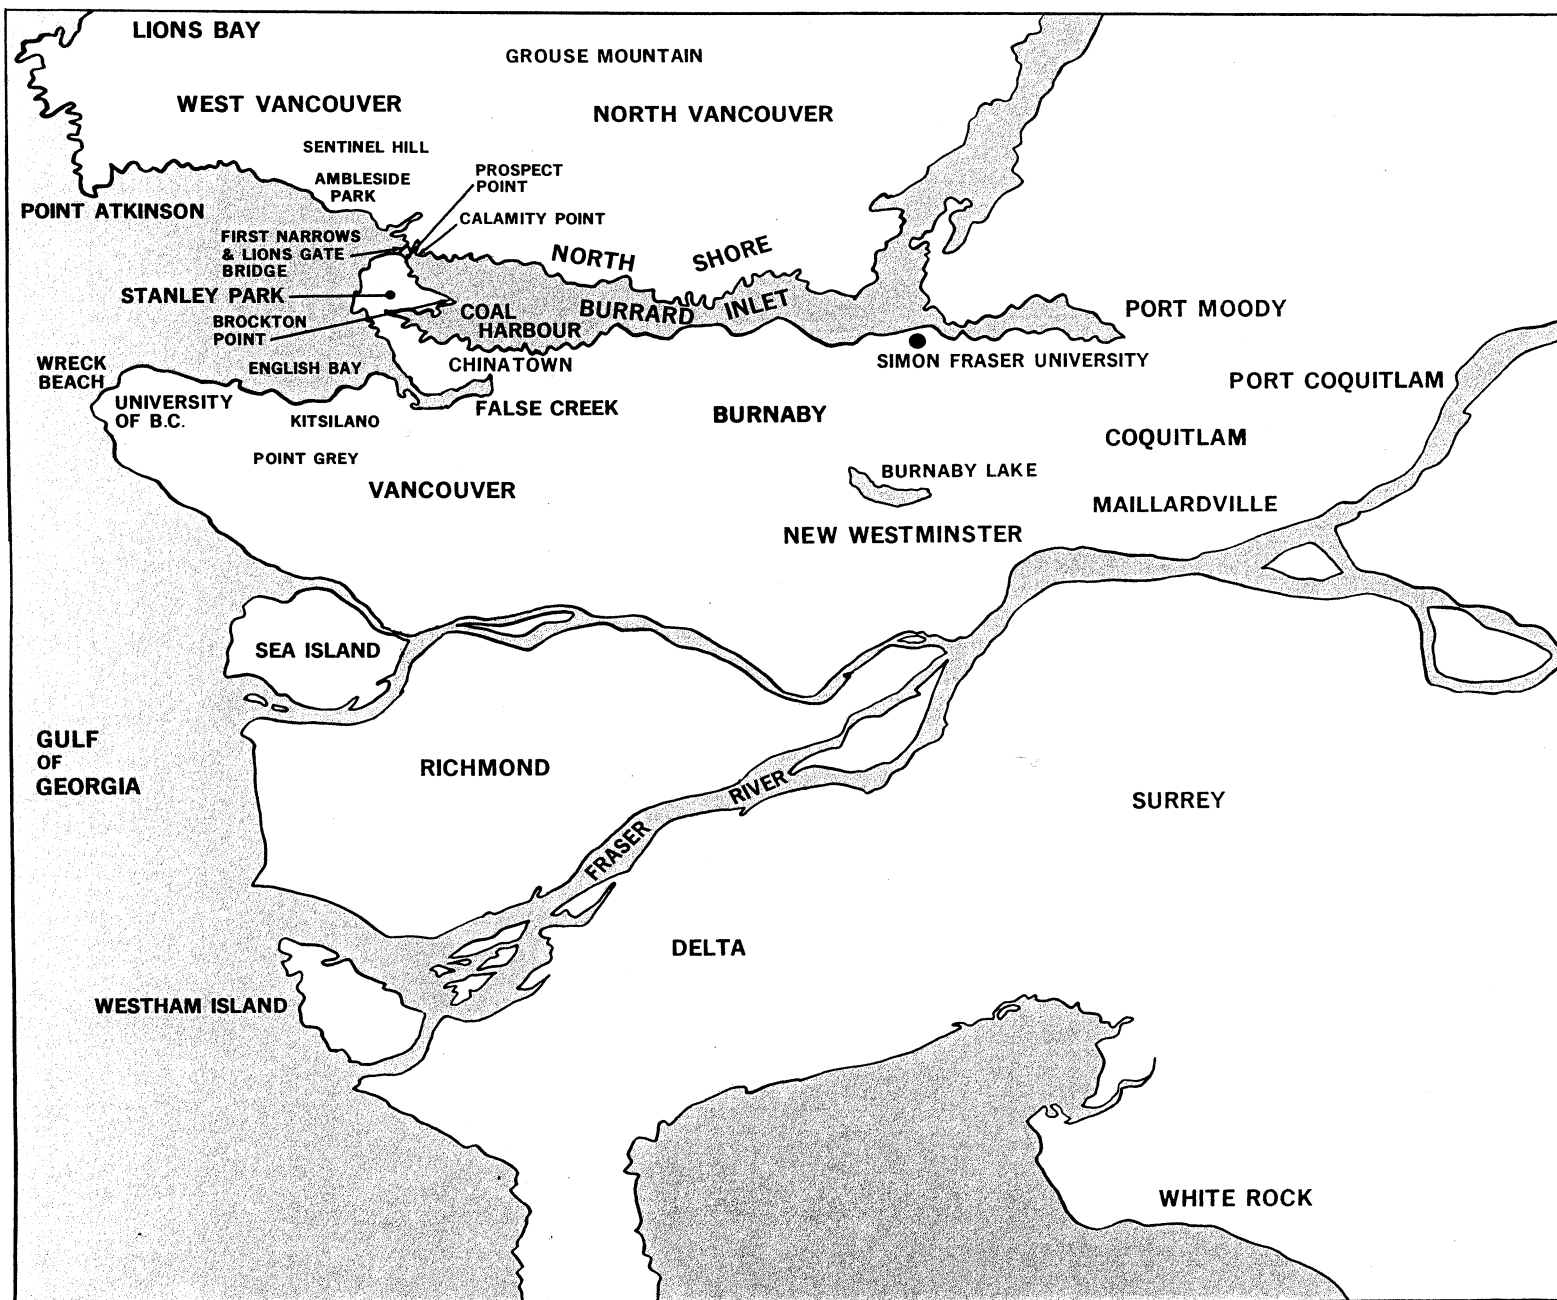 LIONS BAY
GROUSE MOUNTAIN
WEST VANCOUVER
NORTH VANCOUVER
SENTINEL HILL
PROSPECT
POINT
AMBLESIDE
PARK
POINT ATKINSON
CALAMITY POINT
FIRST NARROWS
& LIONS GATE
BRIDGE
NORTH SHORE
STANLEY PARK
BURRARD INLET
COAL
HARBOUR
PORT MOODY
BROCKTON
POINT
WRECK
BEACH
ENGLISH BAY
CHINATOWN
SIMON FRASER UNIVERSITY
PORT COQUITLAM
UNIVERSITY
OF B.C.
KITSILANO
FALSE CREEK
BURNABY
COQUITLAM
POINT GREY
BURNABY LAKE
VANCOUVER
MAILLARDVILLE
NEW WESTMINSTER
SEA ISLAND
GULF
OF
GEORGIA
RICHMOND
SURREY
FRASER RIVER
DELTA
WESTHAM ISLAND
WHITE ROCK